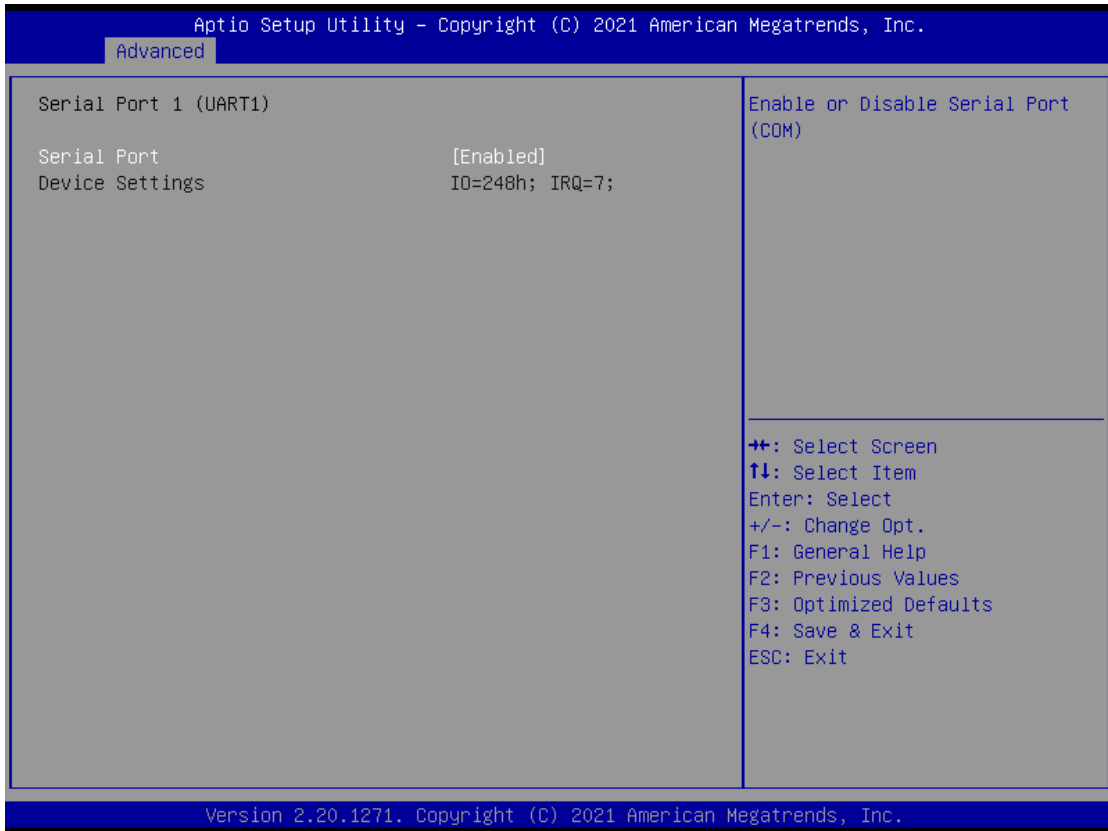 Aptio Setup Utility – Copyright (C) 2021 American Megatrends, Inc.
Advanced
Serial Port 1 (UART1)
Serial Port [Enabled]
Device Settings IO=248h; IRQ=7;
Enable or Disable Serial Port
(COM)
→←: Select Screen
↑↓: Select Item
Enter: Select
+/-: Change Opt.
F1: General Help
F2: Previous Values
F3: Optimized Defaults
F4: Save & Exit
ESC: Exit
Version 2.20.1271. Copyright (C) 2021 American Megatrends, Inc.